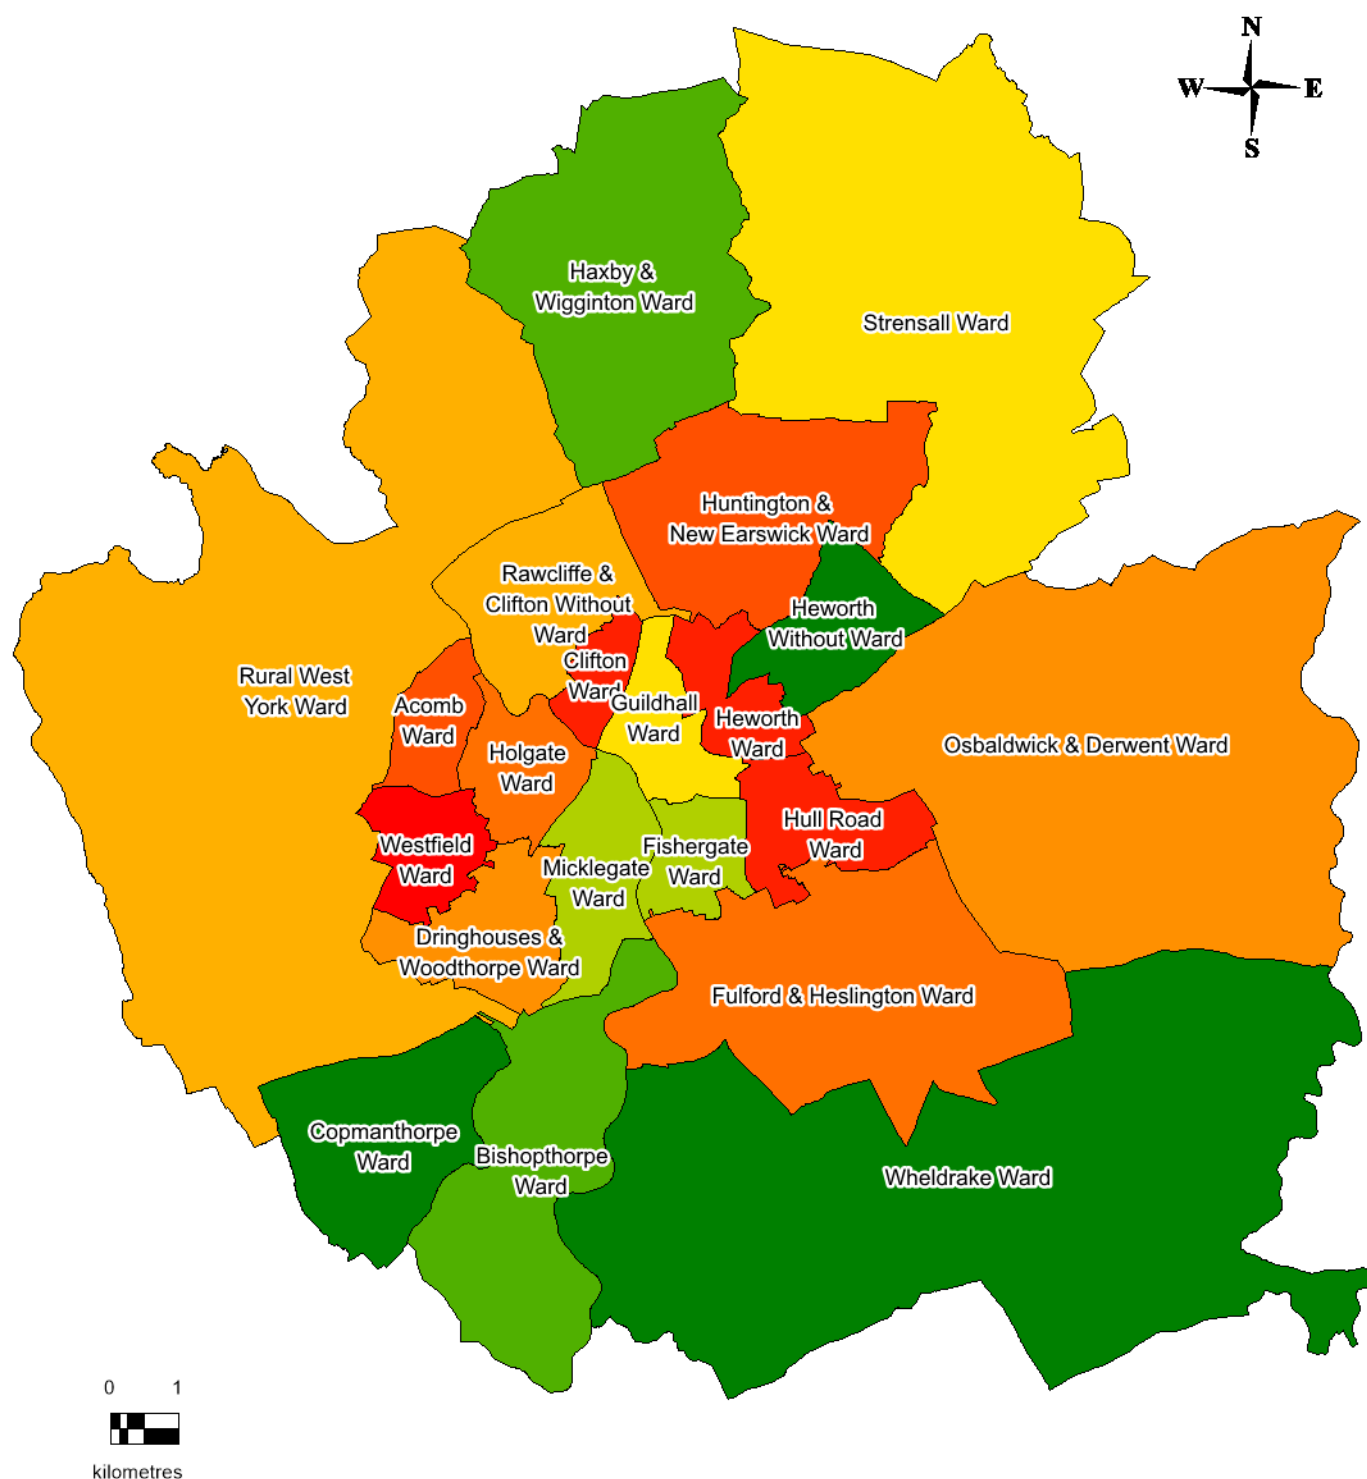 N
W E
S
Haxby &
Wigginton Ward
Strensall Ward
Huntington &
New Earswick Ward
Rawcliffe &
Clifton Without
Ward
Heworth
Without Ward
Clifton
Ward
Rural West
York Ward
Acomb
Ward
Guildhall
Ward
Heworth
Ward
Osbaldwick & Derwent Ward
Holgate
Ward
Hull Road
Ward
Westfield
Ward
Fishergate
Ward
Micklegate
Ward
Dringhouses &
Woodthorpe Ward
Fulford & Heslington Ward
Copmanthorpe
Ward
Bishopthorpe
Ward
Wheldrake Ward
0 1
kilometres